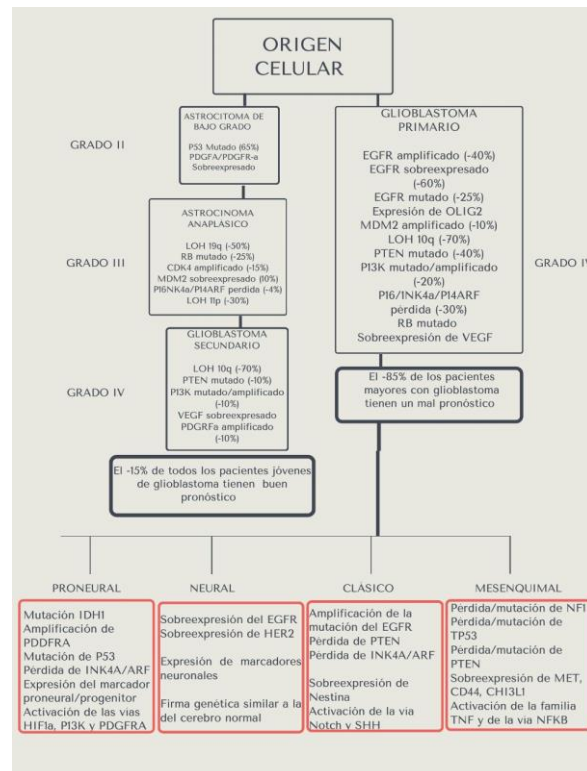 ORIGEN
CELULAR
GRADO II
ASTROCITOMA DE
BAJO GRADO
P53 Mutado (65%)
PDGFA/PDGFR-a
Sobreexpresado
GRADO III
ASTROCINOMA
ANAPLÁSICO
LOH 19q (-50%)
RB mutado (-25%)
CDK4 amplificado (-15%)
MDM2 sobreexpresado (10%)
P16NK4a/P14ARF perdida (-4%)
LOH 11p (-30%)
GRADO IV
GLIOBLASTOMA
SECUNDARIO
LOH 10q (-70%)
PTEN mutado (-10%)
PI3K mutado/amplificado
(-10%)
VEGF sobreexpresado
PDGRFa amplificado
(-10%)
El -15% de todos los pacientes jóvenes
de glioblastoma tienen buen
pronóstico
GLIOBLASTOMA
PRIMARIO
EGFR amplificado (-40%)
EGFR sobreexpresado
(-60%)
EGFR mutado (-25%)
Expresión de OLIG2
MDM2 amplificado (-10%)
LOH 10q (-70%)
PTEN mutado (-40%)
PI3K mutado/amplificado
(-20%)
P16/INK4a/P14ARF
pérdida (-30%)
RB mutado
Sobreexpresión de VEGF
GRADO IV
El -85% de los pacientes
mayores con glioblastoma
tienen un mal pronóstico
PRONEURAL
Mutación IDH1
Amplificación de
PDDFRA
Mutación de P53
Pérdida de INK4A/ARF
Expresión del marcador
proneural/progenitor
Activación de las vias
HIF1a, PI3K y PDGFRA
NEURAL
Sobreexpresión del EGFR
Sobreexpresión de HER2
Expresión de marcadores
neuronales
Firma genética similar a la
del cerebro normal
CLÁSICO
Amplificación de la
mutación del EGFR
Pérdida de PTEN
Pérdida de INK4A/ARF
Sobreexpresión de
Nestina
Activación de la via
Notch y SHH
MESENQUIMAL
Pérdida/mutación de NF1
Pérdida/mutación de
TP53
Pérdida/mutación de
PTEN
Sobreexpresión de MET,
CD44, CHI3L1
Activación de la familia
TNF y de la via NFKB